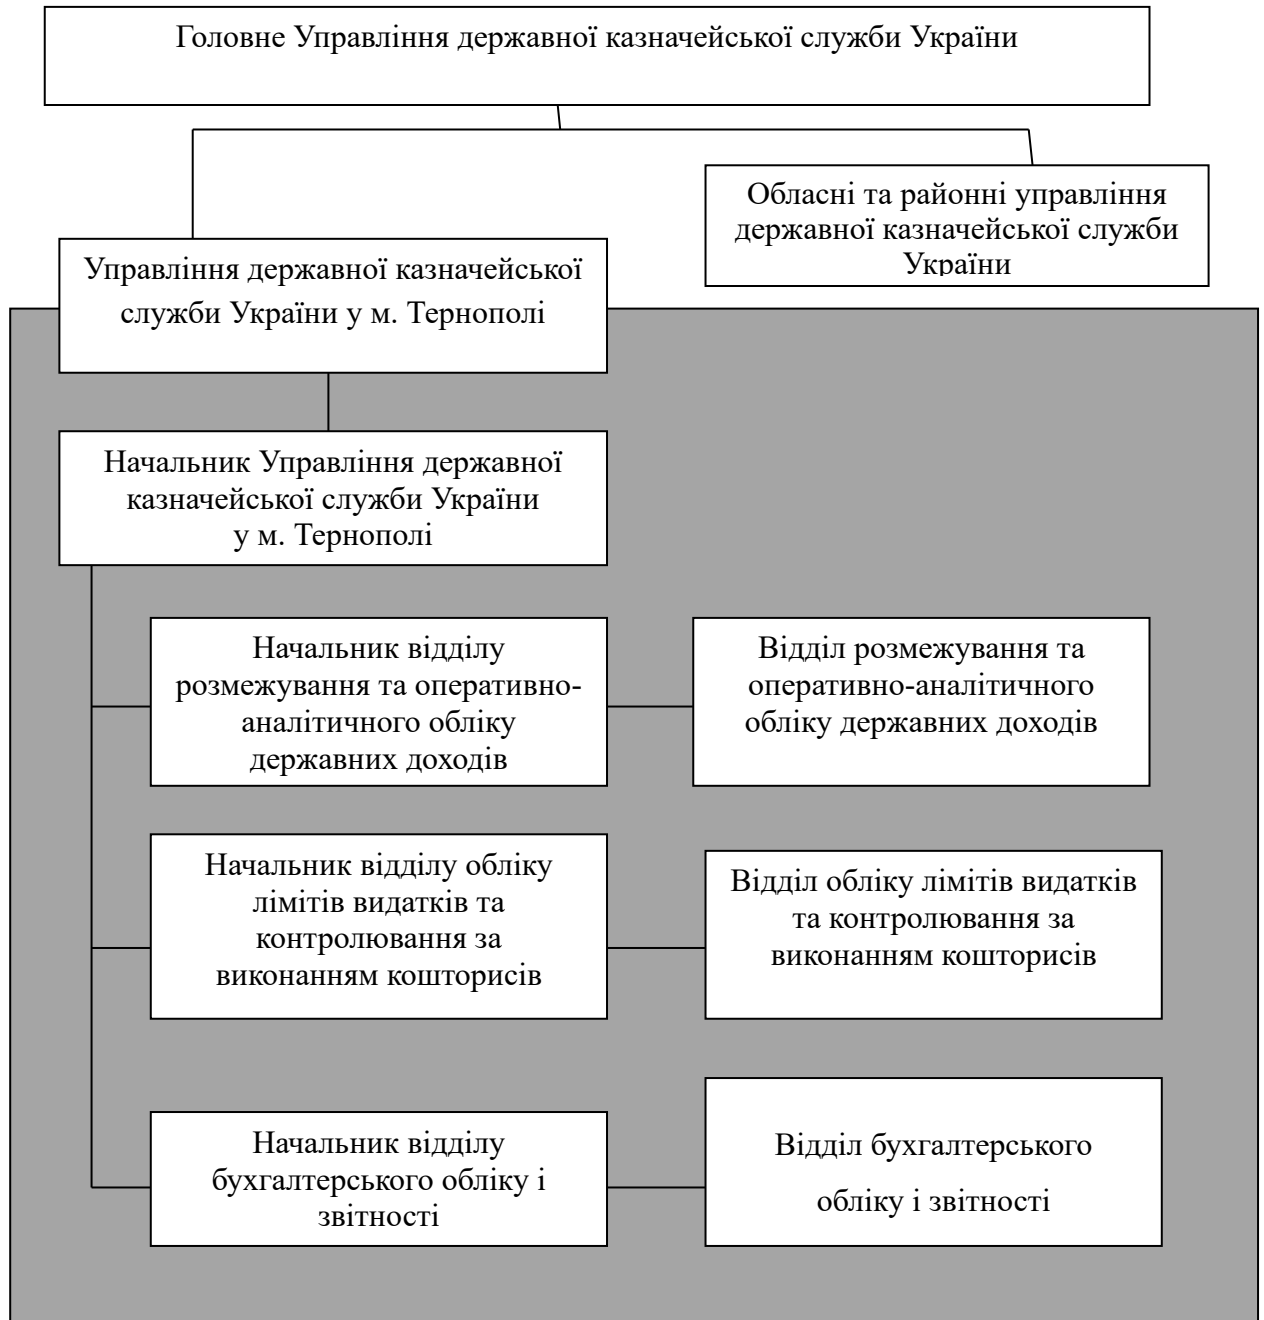 Головне Управління державної казначейської служби України
Обласні та районні управління
державної казначейської служби
України
Управління державної казначейської
служби України у м. Тернополі
Начальник Управління державної
казначейської служби України
у м. Тернополі
Начальник відділу
розмежування та оперативно-
аналітичного обліку
державних доходів
Відділ розмежування та
оперативно-аналітичного
обліку державних доходів
Начальник відділу обліку
лімітів видатків та
контролювання за
виконанням кошторисів
Відділ обліку лімітів видатків
та контролювання за
виконанням кошторисів
Начальник відділу
бухгалтерського обліку і
звітності
Відділ бухгалтерського
обліку і звітності